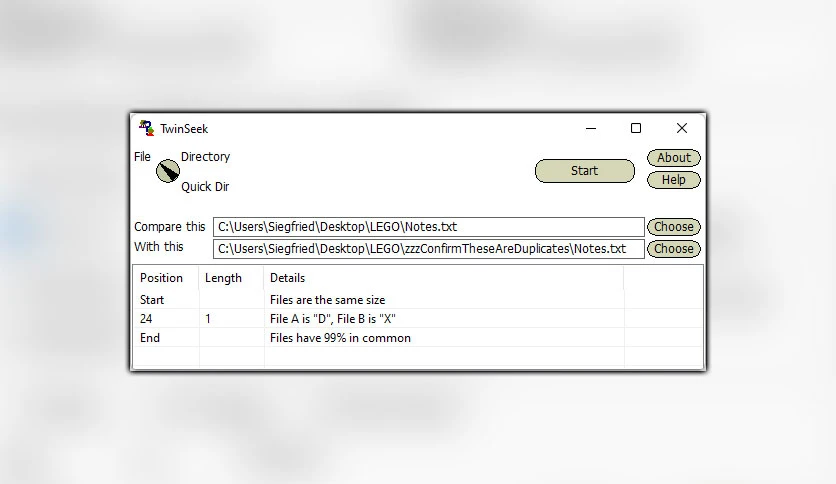 TwinSeek
File
Directory
Quick Dir
Start
About
Help
Compare this C:\Users\Siegfried\Desktop\LEGO\Notes.txt Choose
With this C:\Users\Siegfried\Desktop\LEGO\zzzConfirmTheseAreDuplicates\Notes.txt Choose
Position Length Details
Start Files are the same size
24 1 File A is "D", File B is "X"
End Files have 99% in common